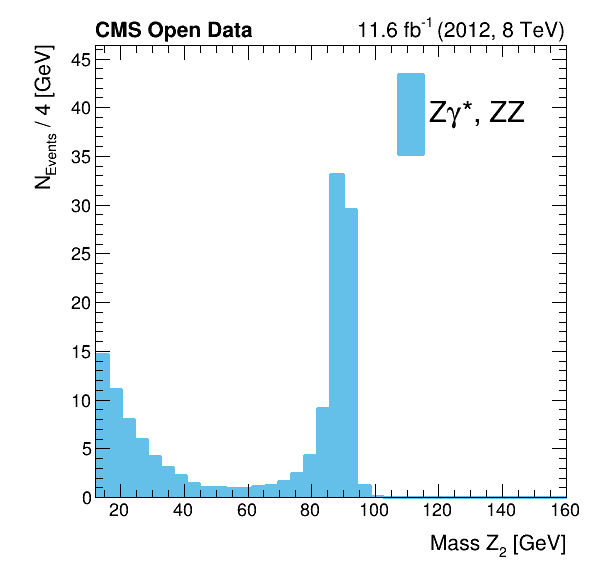 CMS Open Data 11.6 fb⁻¹ (2012, 8 TeV)
N_Events / 4 [GeV]
45
40
35
30
25
20
15
10
5
0
Zγ*, ZZ
20 40 60 80 100 120 140 160
Mass Z₂ [GeV]